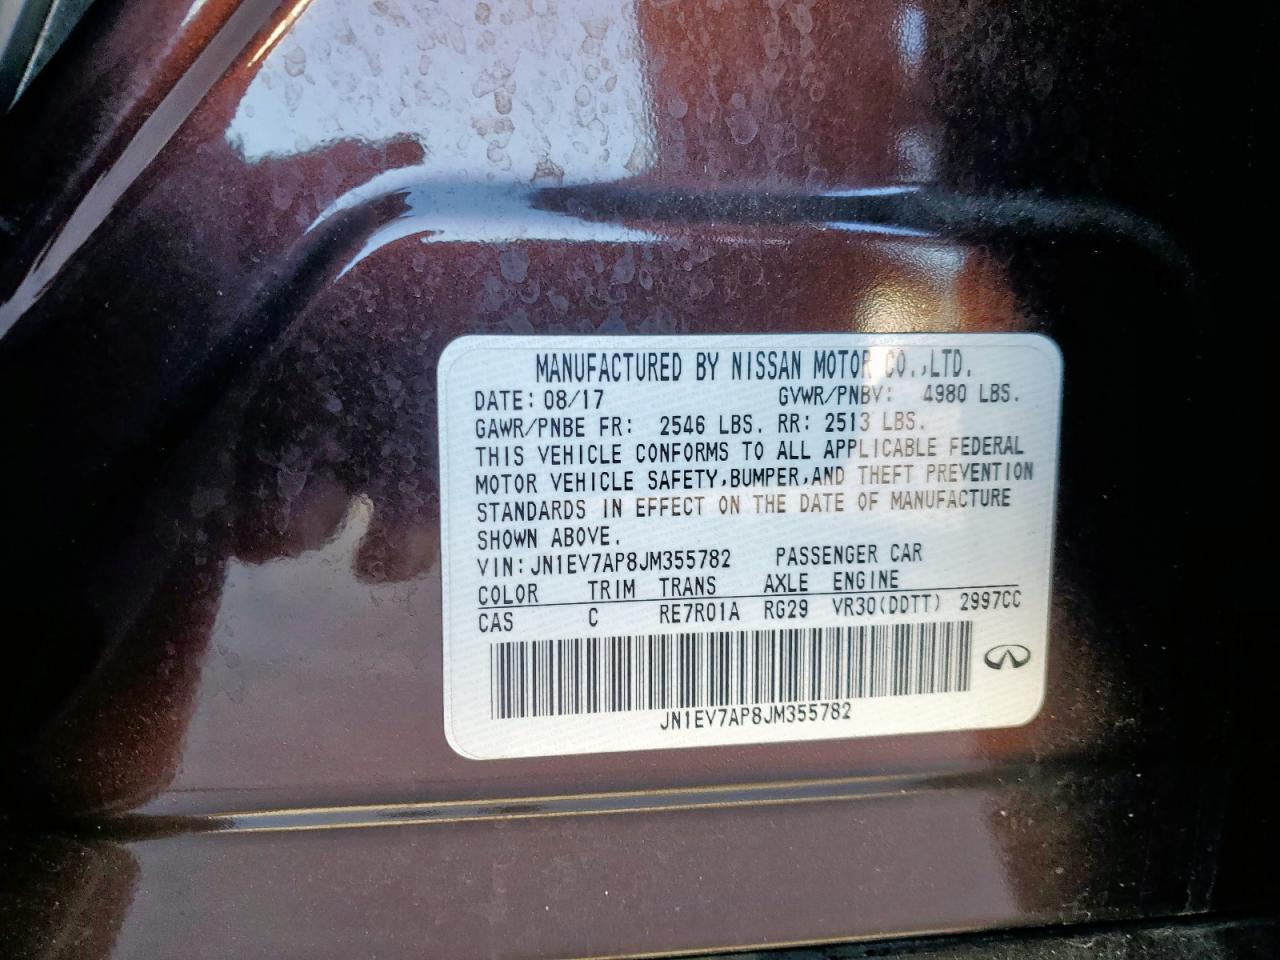 MANUFACTURED BY NISSAN MOTOR CO.,LTD.
DATE: 08/17 GVWR/PNBV: 4980 LBS.
GAWR/PNBE FR: 2546 LBS. RR: 2513 LBS.
THIS VEHICLE CONFORMS TO ALL APPLICABLE FEDERAL
MOTOR VEHICLE SAFETY,BUMPER,AND THEFT PREVENTION
STANDARDS IN EFFECT ON THE DATE OF MANUFACTURE
SHOWN ABOVE.
VIN:JN1EV7AP8JM355782 PASSENGER CAR
COLOR TRIM TRANS AXLE ENGINE
CAS C RE7R01A RG29 VR30(DDTT) 2997CC
JN1EV7AP8JM355782